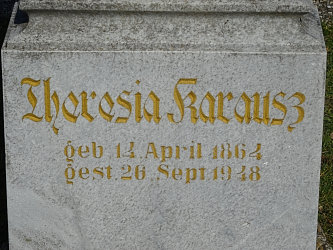 Theresia Karausz
geb 14 April 1864
gest 26 Sept 1948